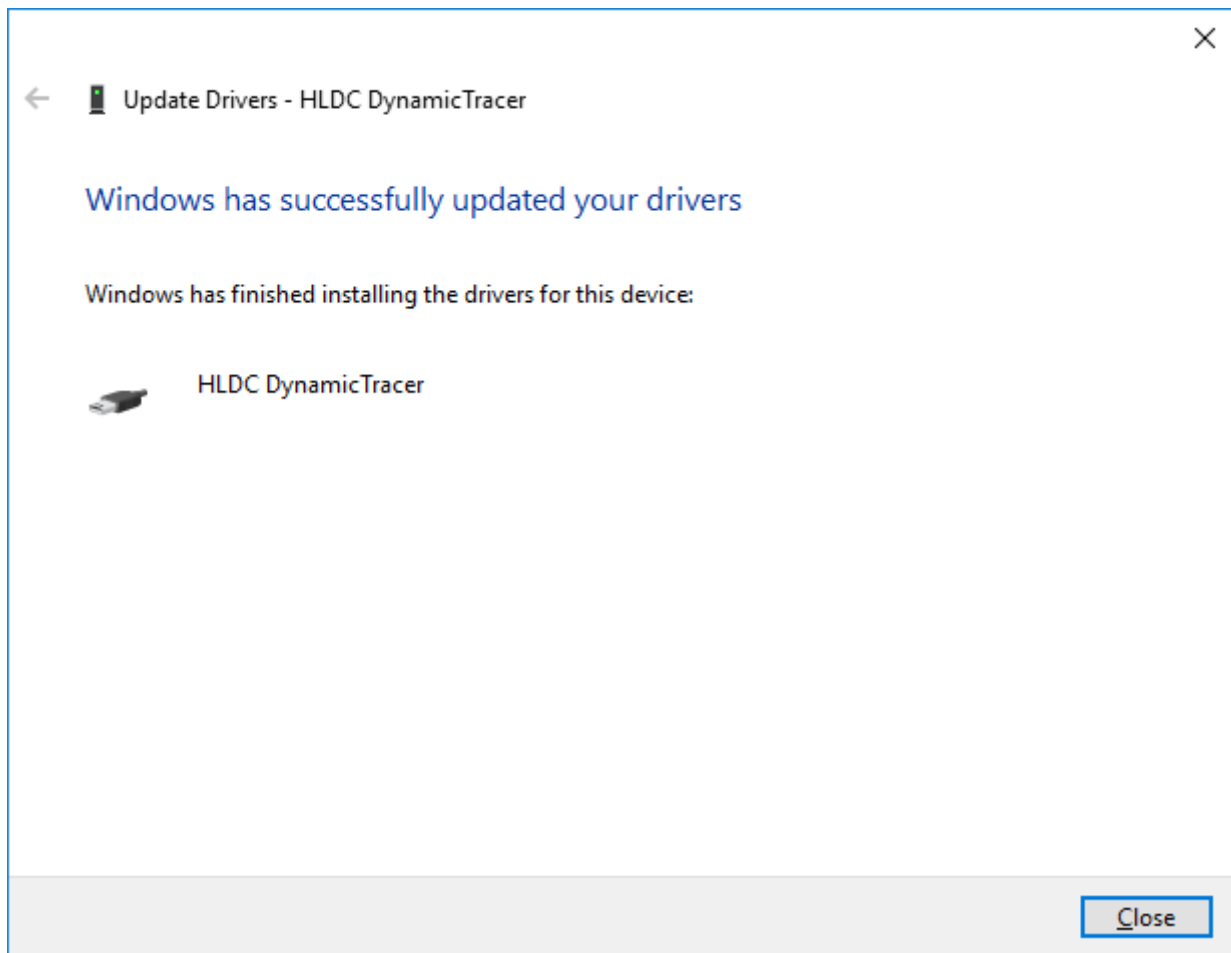 Update Drivers - HLDC DynamicTracer
Windows has successfully updated your drivers
Windows has finished installing the drivers for this device:
HLDC DynamicTracer
Close